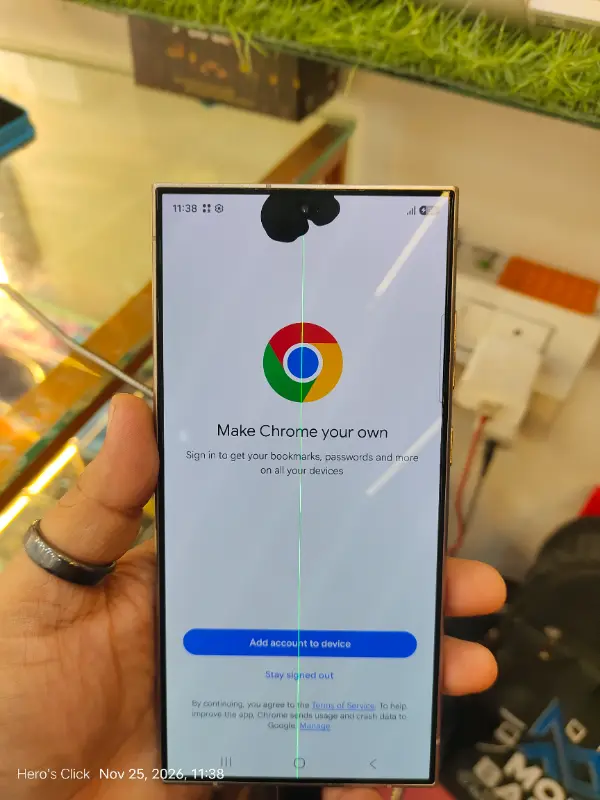 11:38
Make Chrome your own
Sign in to get your bookmarks, passwords and more
on all your devices
Add account to device
Stay signed out
By continuing, you agree to the Terms of Service. To help
improve the app, Chrome sends usage and crash data to
Google. Manage
Hero's Click Nov 25, 2026, 11:38